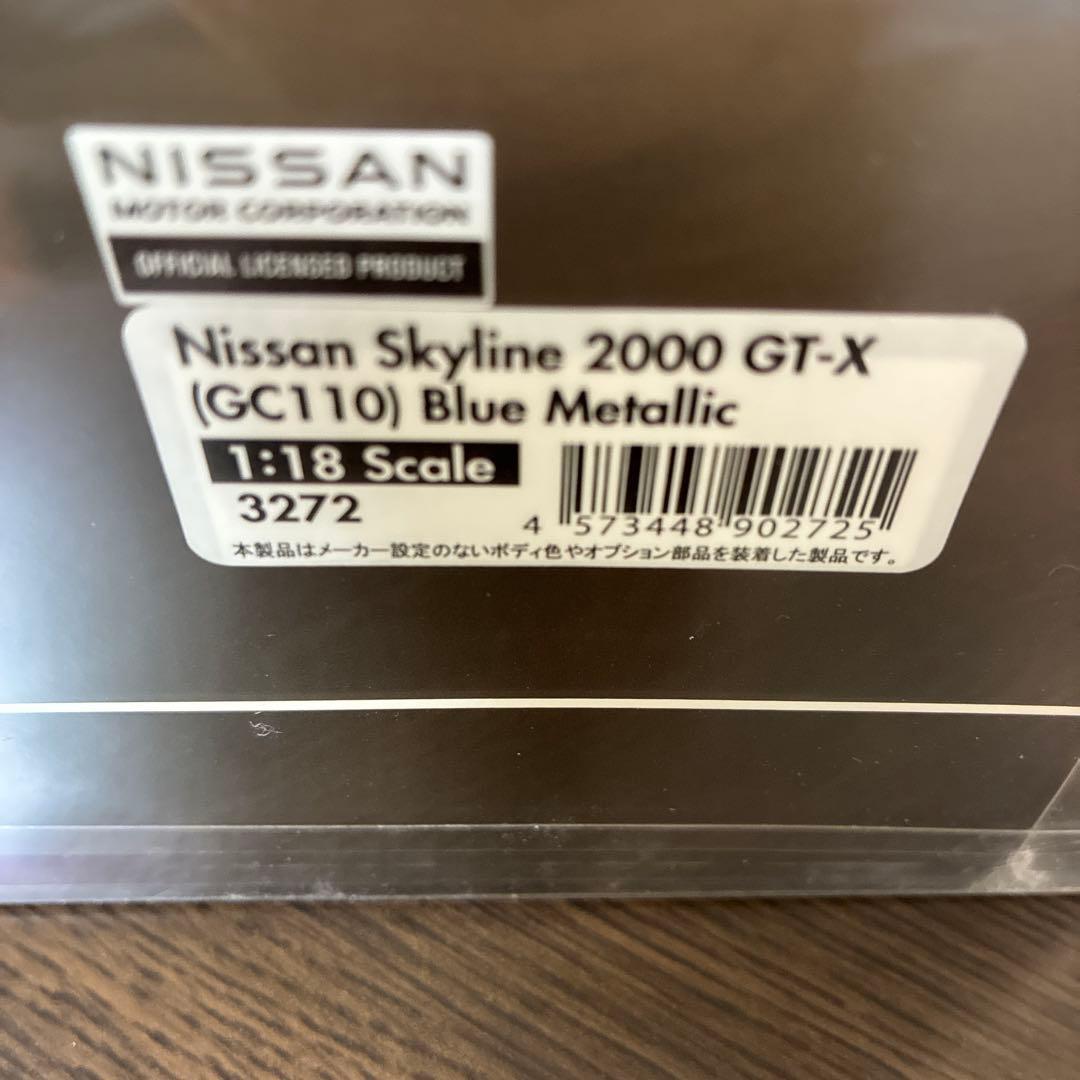 NISSAN
MOTOR CORPORATION
OFFICIAL LICENSED PRODUCT
Nissan Skyline 2000 GT-X
(GC110) Blue Metallic
1:18 Scale
3272
4 573448 902725
本製品はメーカー設定のないボディ色やオプション部品を装着した製品です。